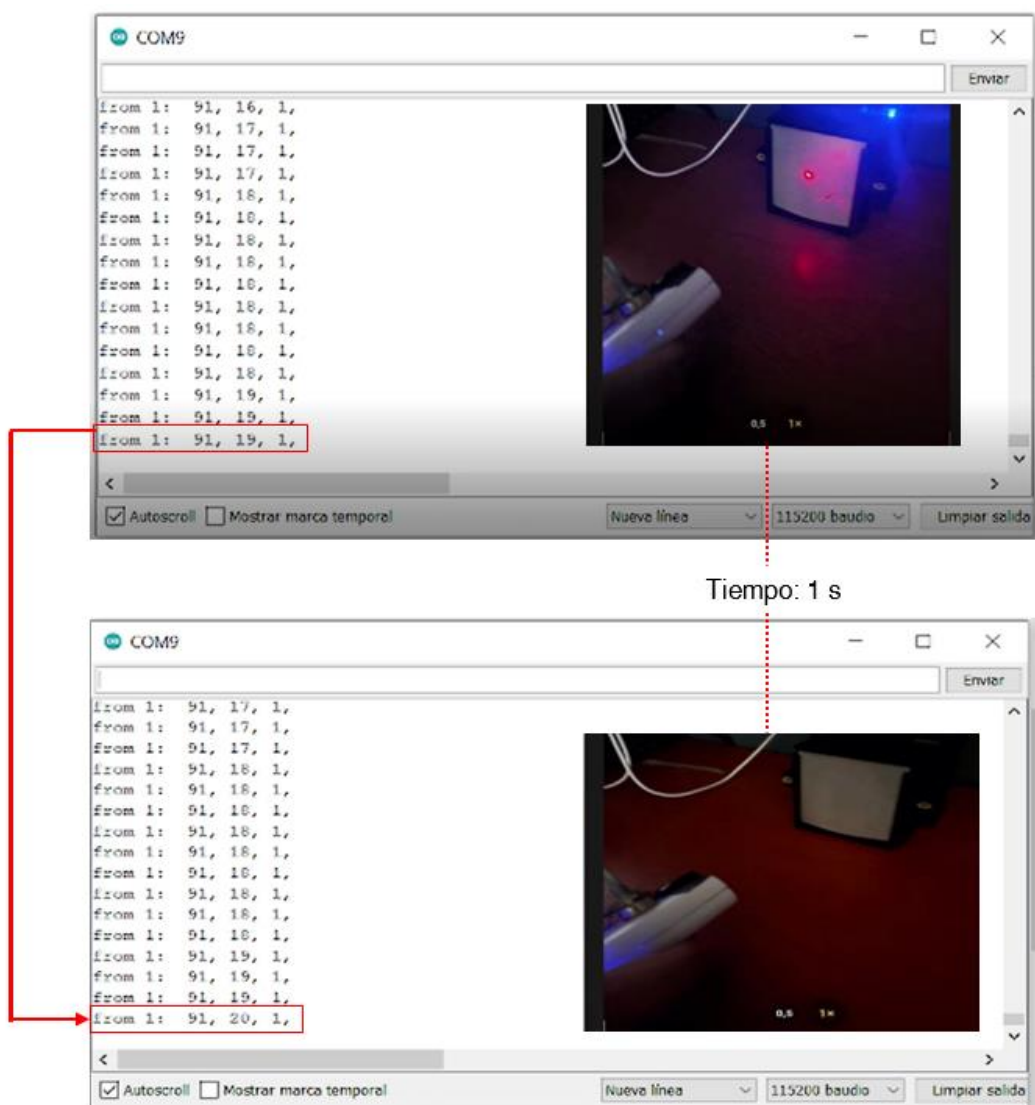 COM9
Enviar
from 1: 91, 16, 1,
from 1: 91, 17, 1,
from 1: 91, 17, 1,
from 1: 91, 17, 1,
from 1: 91, 18, 1,
from 1: 91, 18, 1,
from 1: 91, 18, 1,
from 1: 91, 18, 1,
from 1: 91, 18, 1,
from 1: 91, 18, 1,
from 1: 91, 18, 1,
from 1: 91, 18, 1,
from 1: 91, 18, 1,
from 1: 91, 19, 1,
from 1: 91, 19, 1,
from 1: 91, 19, 1,
0,5 1×
Autoscroll Mostrar marca temporal Nueva línea 115200 baudio Limpiar salida
Tiempo: 1 s
COM9
Enviar
from 1: 91, 17, 1,
from 1: 91, 17, 1,
from 1: 91, 17, 1,
from 1: 91, 18, 1,
from 1: 91, 18, 1,
from 1: 91, 18, 1,
from 1: 91, 18, 1,
from 1: 91, 18, 1,
from 1: 91, 18, 1,
from 1: 91, 18, 1,
from 1: 91, 18, 1,
from 1: 91, 18, 1,
from 1: 91, 19, 1,
from 1: 91, 19, 1,
from 1: 91, 19, 1,
from 1: 91, 20, 1,
0,5 1×
Autoscroll Mostrar marca temporal Nueva línea 115200 baudio Limpiar salida